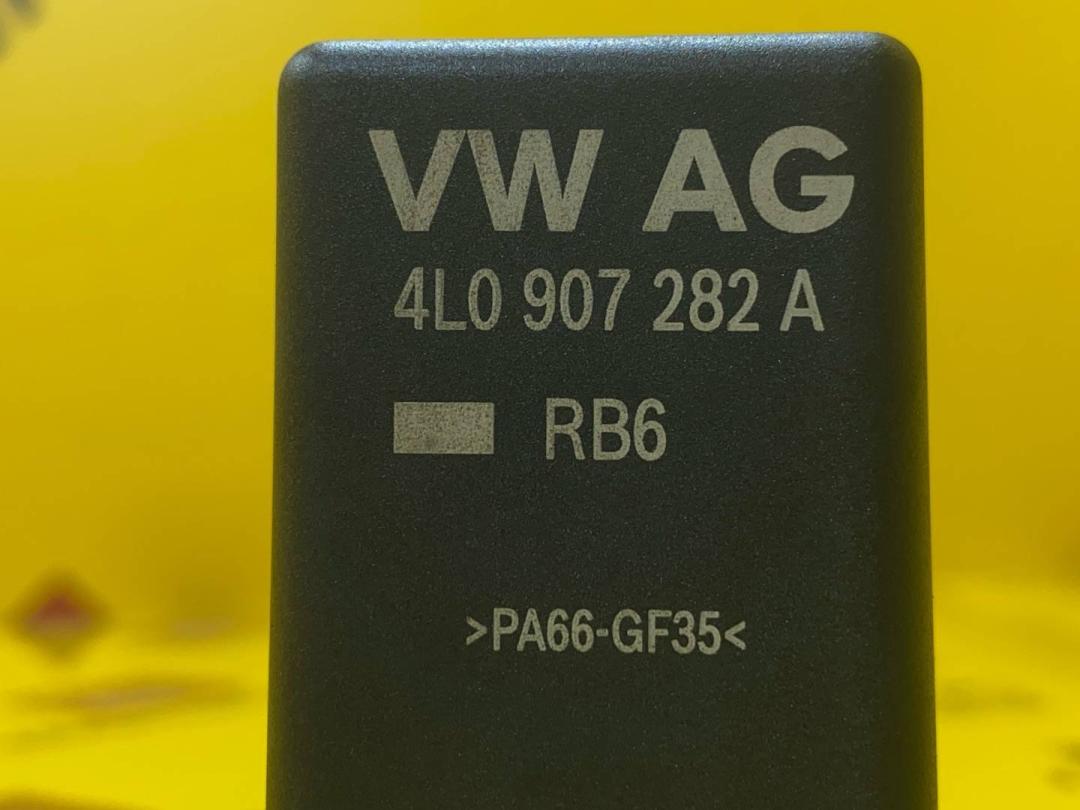 VW AG
4L0 907 282 A
RB6
>PA66-GF35<